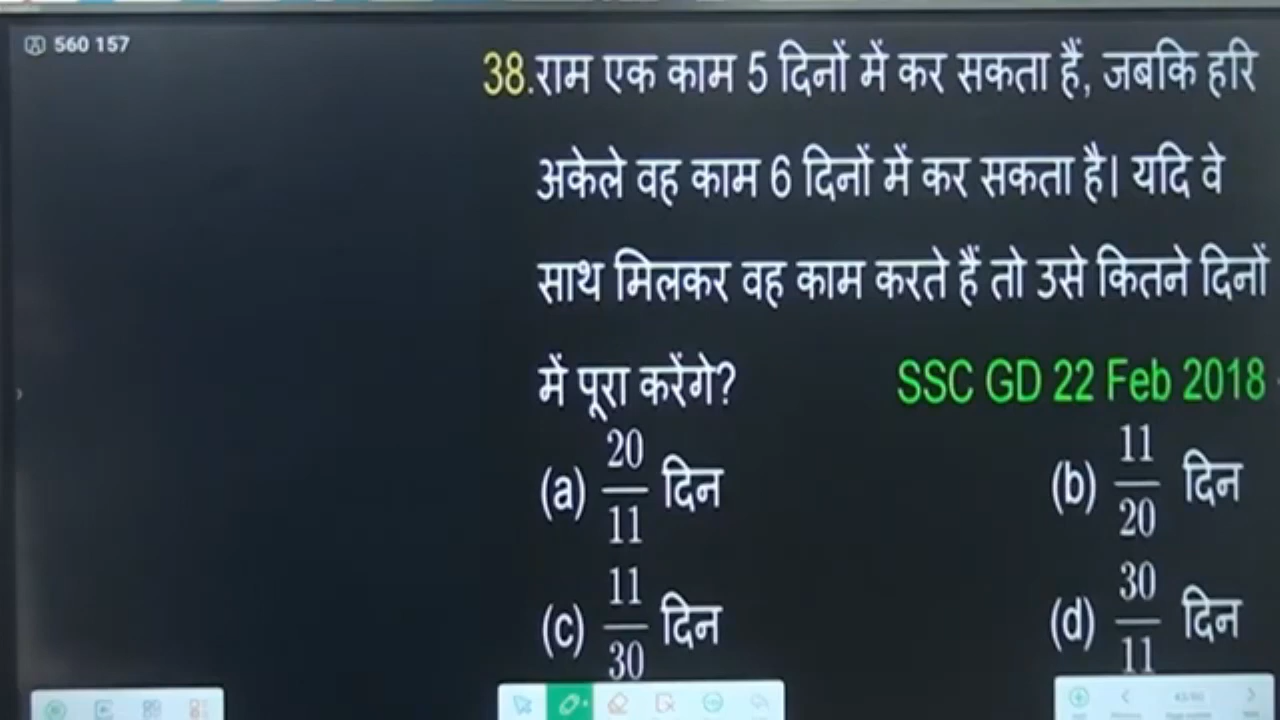 560 157
38.राम एक काम 5 दिनों में कर सकता हैं, जबकि हरि
अकेले वह काम 6 दिनों में कर सकता है। यदि वे
साथ मिलकर वह काम करते हैं तो उसे कितने दिनों
में पूरा करेंगे? SSC GD 22 Feb 2018
(a) 20/11 दिन (b) 11/20 दिन
(c) 11/30 दिन (d) 30/11 दिन